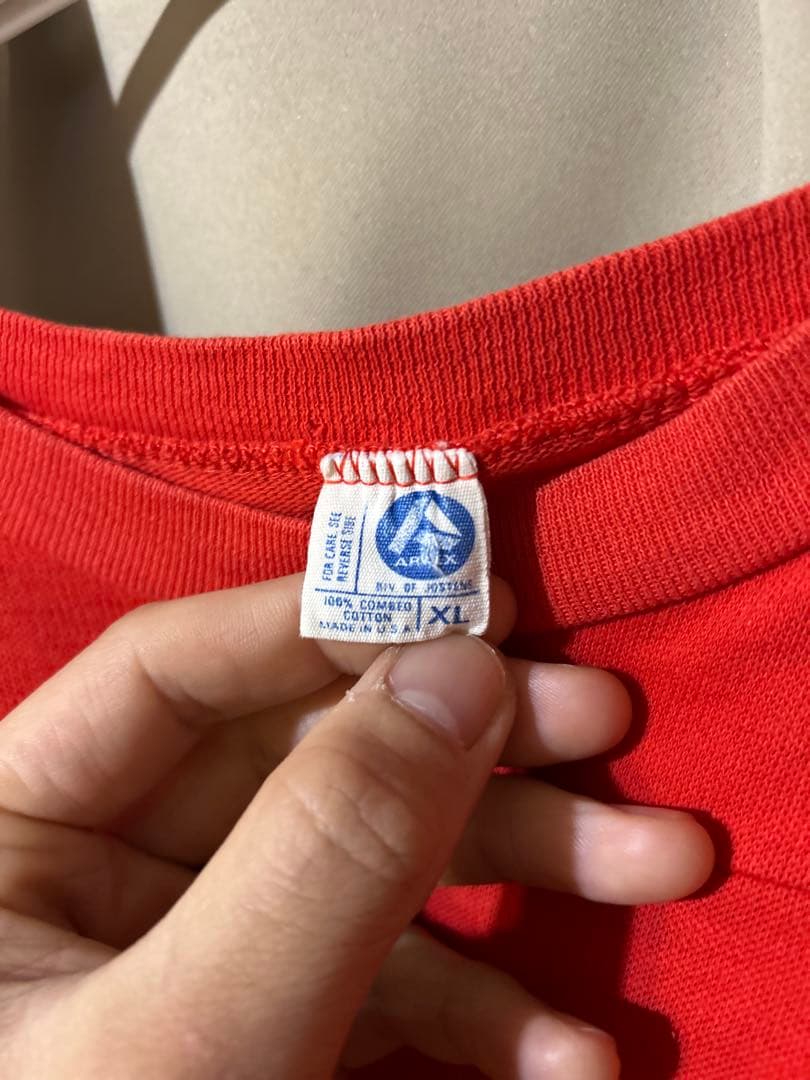 FOR CARE SEE
REVERSE SIDE
ARTEX
DIV OF JOSTENS
100% COMBED
COTTON
MADE IN U.S.A.
XL